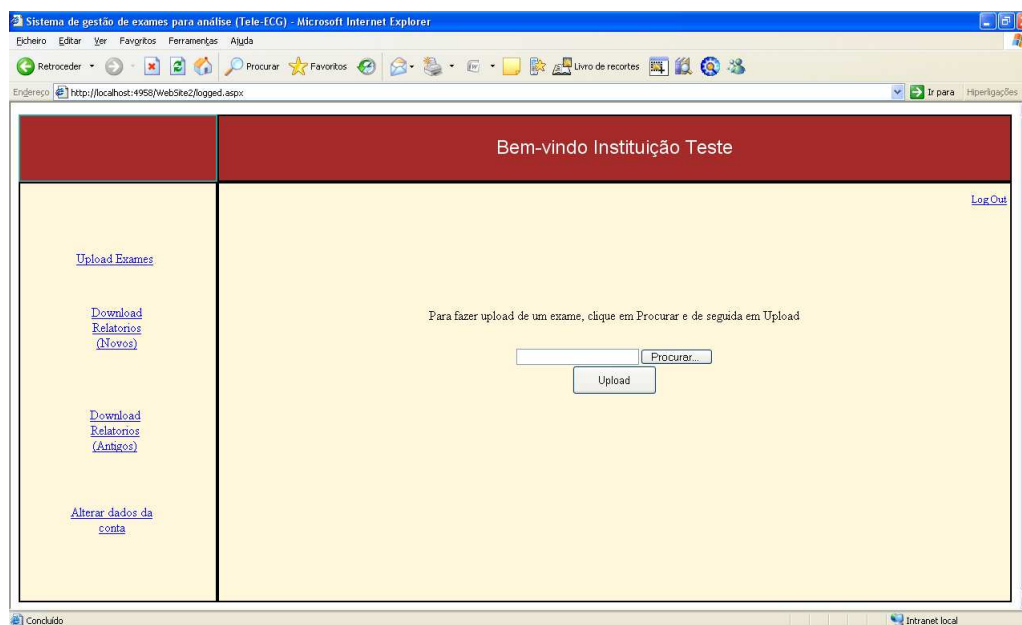 Sistema de gestão de exames para análise (Tele-ECG) - Microsoft Internet Explorer
Ficheiro Editar Ver Favoritos Ferramentas Ajuda
Retroceder Procurar Favoritos Livro de recortes
Endereço http://localhost:4958/WebSite2/logged.aspx Ir para Hiperligações
Bem-vindo Instituição Teste
LogOut
Upload Exames
Download
Relatorios
(Novos)
Para fazer upload de um exame, clique em Procurar e de seguida em Upload
Procurar...
Upload
Download
Relatorios
(Antigos)
Alterar dados da
conta
Concluído Intranet local